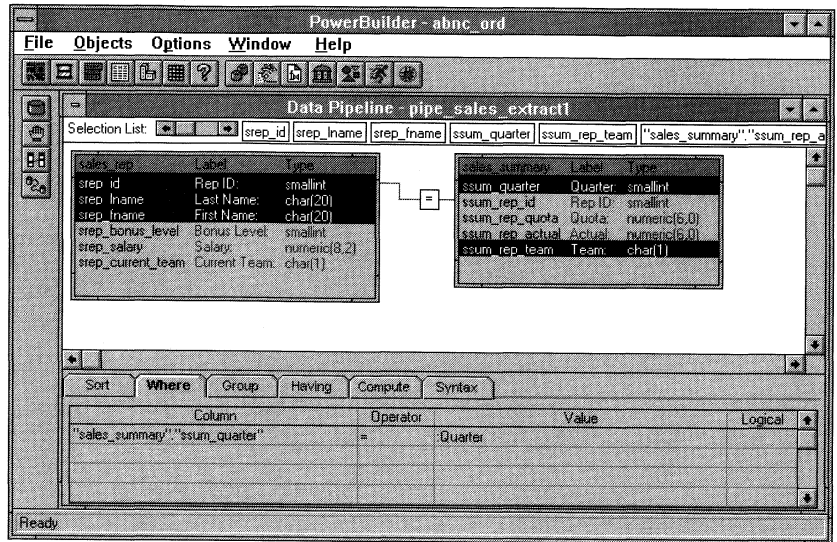 PowerBuilder - abnc_ord
File Objects Options Window Help
Data Pipeline - pipe_sales_extract1
Selection List: srep_id srep_lname srep_fname ssum_quarter ssum_rep_team "sales_summary"."ssum_rep_a
sales_rep Label Type
srep_id Rep ID: smallint
srep_lname Last Name: char(20)
srep_fname First Name: char(20)
srep_bonus_level Bonus Level: smallint
srep_salary Salary: numeric(8,2)
srep_current_team Current Team: char(1)
=
sales_summary Label Type
ssum_quarter Quarter: smallint
ssum_rep_id Rep ID: smallint
ssum_rep_quota Quota: numeric(6,0)
ssum_rep_actual Actual: numeric(6,0)
ssum_rep_team Team: char(1)
Sort Where Group Having Compute Syntax
Column Operator Value Logical
"sales_summary"."ssum_quarter" = :Quarter
Ready